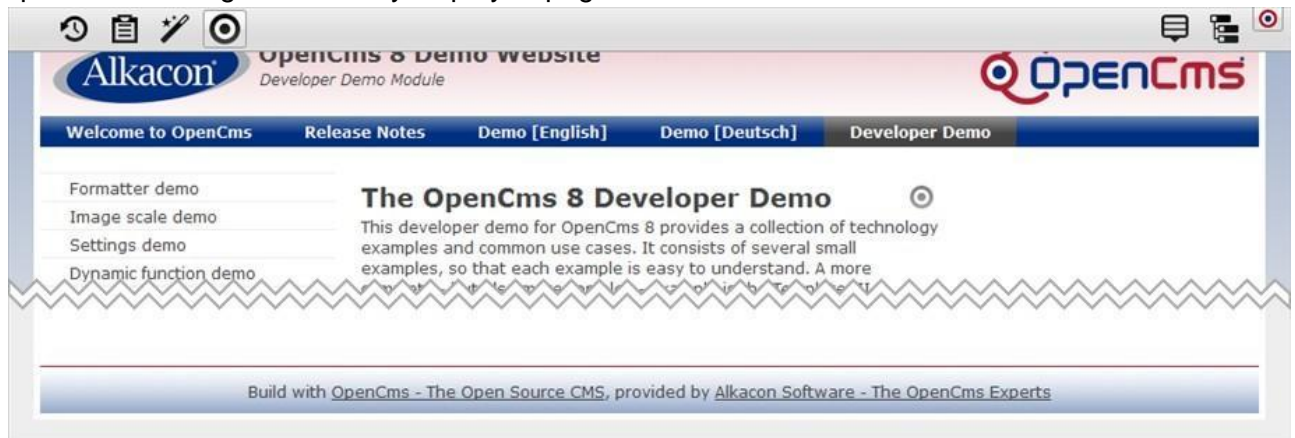 Alkacon
OpenCms 8 Demo Website
Developer Demo Module
OpenCms
Welcome to OpenCms Release Notes Demo [English] Demo [Deutsch] Developer Demo
Formatter demo
Image scale demo
Settings demo
Dynamic function demo
The OpenCms 8 Developer Demo
This developer demo for OpenCms 8 provides a collection of technology
examples and common use cases. It consists of several small
examples, so that each example is easy to understand. A more
Build with OpenCms - The Open Source CMS, provided by Alkacon Software - The OpenCms Experts